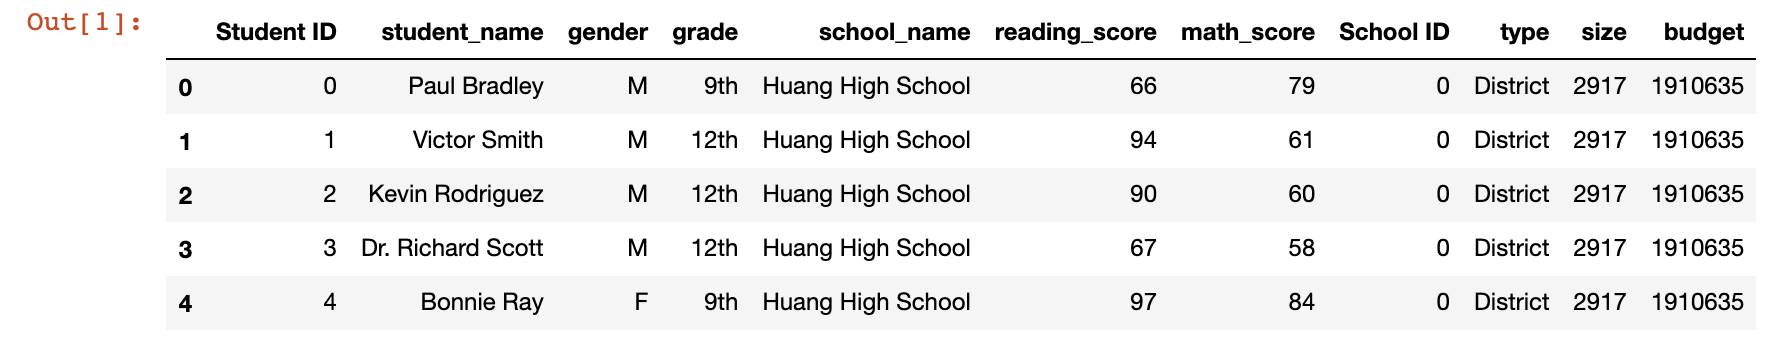 Out[1]:
Student ID student_name gender grade school_name reading_score math_score School ID type size budget
0 0 Paul Bradley M 9th Huang High School 66 79 0 District 2917 1910635
1 1 Victor Smith M 12th Huang High School 94 61 0 District 2917 1910635
2 2 Kevin Rodriguez M 12th Huang High School 90 60 0 District 2917 1910635
3 3 Dr. Richard Scott M 12th Huang High School 67 58 0 District 2917 1910635
4 4 Bonnie Ray F 9th Huang High School 97 84 0 District 2917 1910635